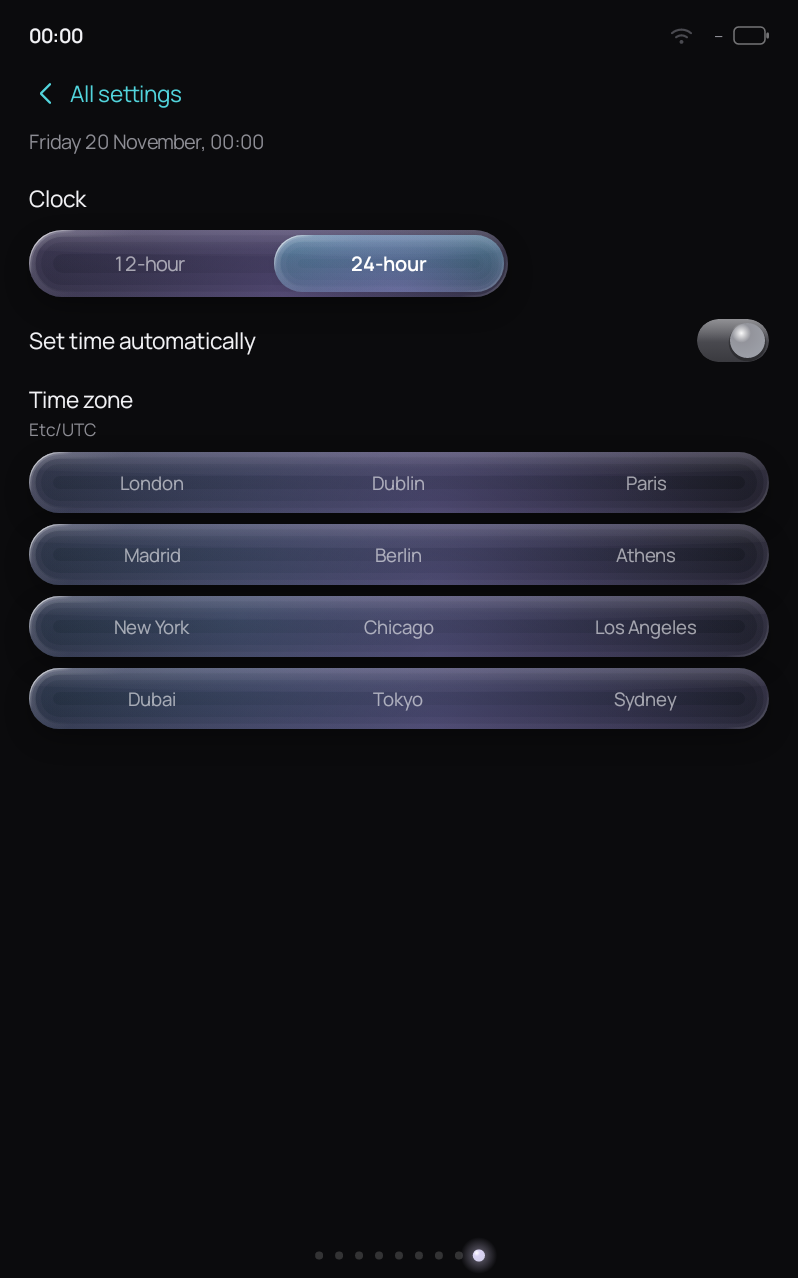 00:00 –
All settings
Friday 20 November, 00:00
Clock
12-hour 24-hour
Set time automatically
Time zone
Etc/UTC
London Dublin Paris
Madrid Berlin Athens
New York Chicago Los Angeles
Dubai Tokyo Sydney